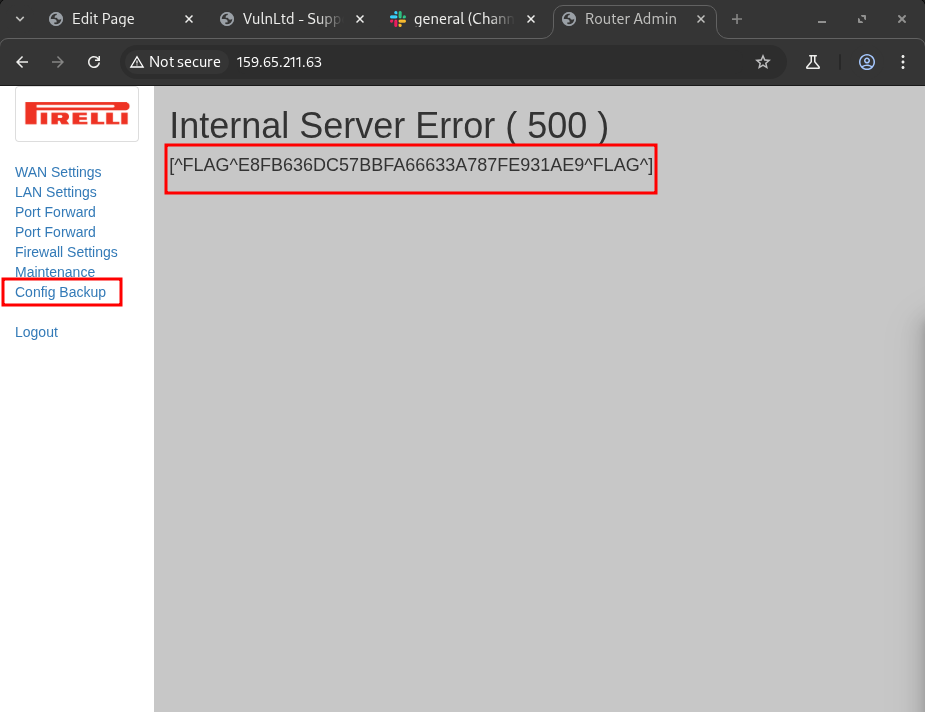 Edit Page
VulnLtd - Supp
general (Chann
Router Admin
Not secure
159.65.211.63
PIRELLI
WAN Settings
LAN Settings
Port Forward
Port Forward
Firewall Settings
Maintenance
Config Backup
Logout
Internal Server Error ( 500 )
[^FLAG^E8FB636DC57BBFA66633A787FE931AE9^FLAG^]